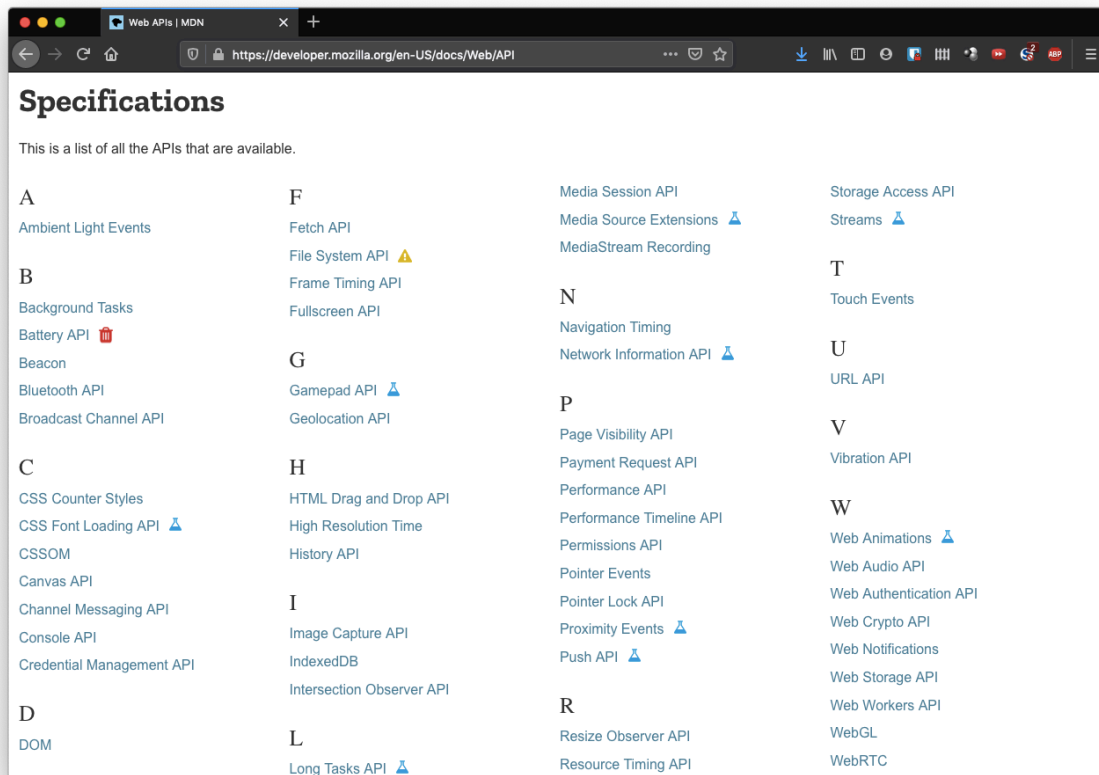 Web APIs | MDN
https://developer.mozilla.org/en-US/docs/Web/API
2
ABP
Specifications
This is a list of all the APIs that are available.
A
Ambient Light Events
B
Background Tasks
Battery API
Beacon
Bluetooth API
Broadcast Channel API
C
CSS Counter Styles
CSS Font Loading API
CSSOM
Canvas API
Channel Messaging API
Console API
Credential Management API
D
DOM
F
Fetch API
File System API
Frame Timing API
Fullscreen API
G
Gamepad API
Geolocation API
H
HTML Drag and Drop API
High Resolution Time
History API
I
Image Capture API
IndexedDB
Intersection Observer API
L
Long Tasks API
Media Session API
Media Source Extensions
MediaStream Recording
N
Navigation Timing
Network Information API
P
Page Visibility API
Payment Request API
Performance API
Performance Timeline API
Permissions API
Pointer Events
Pointer Lock API
Proximity Events
Push API
R
Resize Observer API
Resource Timing API
Storage Access API
Streams
T
Touch Events
U
URL API
V
Vibration API
W
Web Animations
Web Audio API
Web Authentication API
Web Crypto API
Web Notifications
Web Storage API
Web Workers API
WebGL
WebRTC